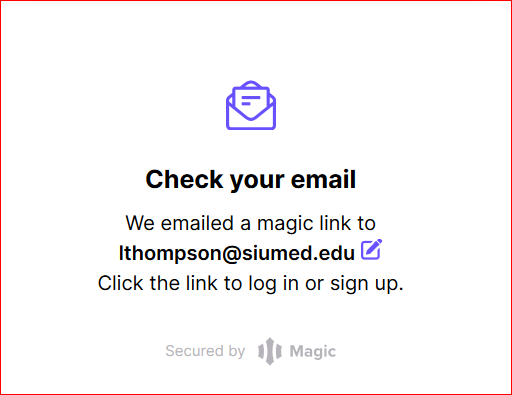 Check your email
We emailed a magic link to
lthompson@siumed.edu
Click the link to log in or sign up.
Secured by Magic